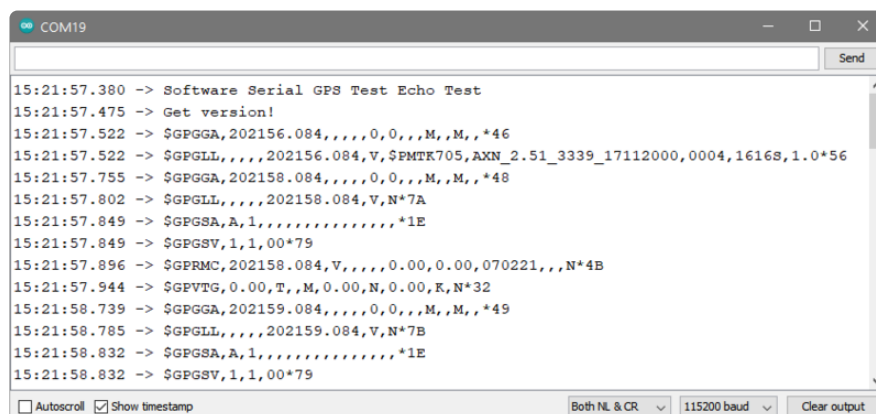 COM19
Send
15:21:57.380 -> Software Serial GPS Test Echo Test
15:21:57.475 -> Get version!
15:21:57.522 -> $GPGGA,202156.084,,,,,0,0,,,M,,M,,*46
15:21:57.522 -> $GPGLL,,,,,202156.084,V,$PMTK705,AXN_2.51_3339_17112000,0004,1616S,1.0*56
15:21:57.755 -> $GPGGA,202158.084,,,,,0,0,,,M,,M,,*48
15:21:57.802 -> $GPGLL,,,,,202158.084,V,N*7A
15:21:57.849 -> $GPGSA,A,1,,,,,,,,,,,,,,,*1E
15:21:57.849 -> $GPGSV,1,1,00*79
15:21:57.896 -> $GPRMC,202158.084,V,,,,,0.00,0.00,070221,,,N*4B
15:21:57.944 -> $GPVTG,0.00,T,,M,0.00,N,0.00,K,N*32
15:21:58.739 -> $GPGGA,202159.084,,,,,0,0,,,M,,M,,*49
15:21:58.785 -> $GPGLL,,,,,202159.084,V,N*7B
15:21:58.832 -> $GPGSA,A,1,,,,,,,,,,,,,,,*1E
15:21:58.832 -> $GPGSV,1,1,00*79
Autoscroll Show timestamp Both NL & CR 115200 baud Clear output